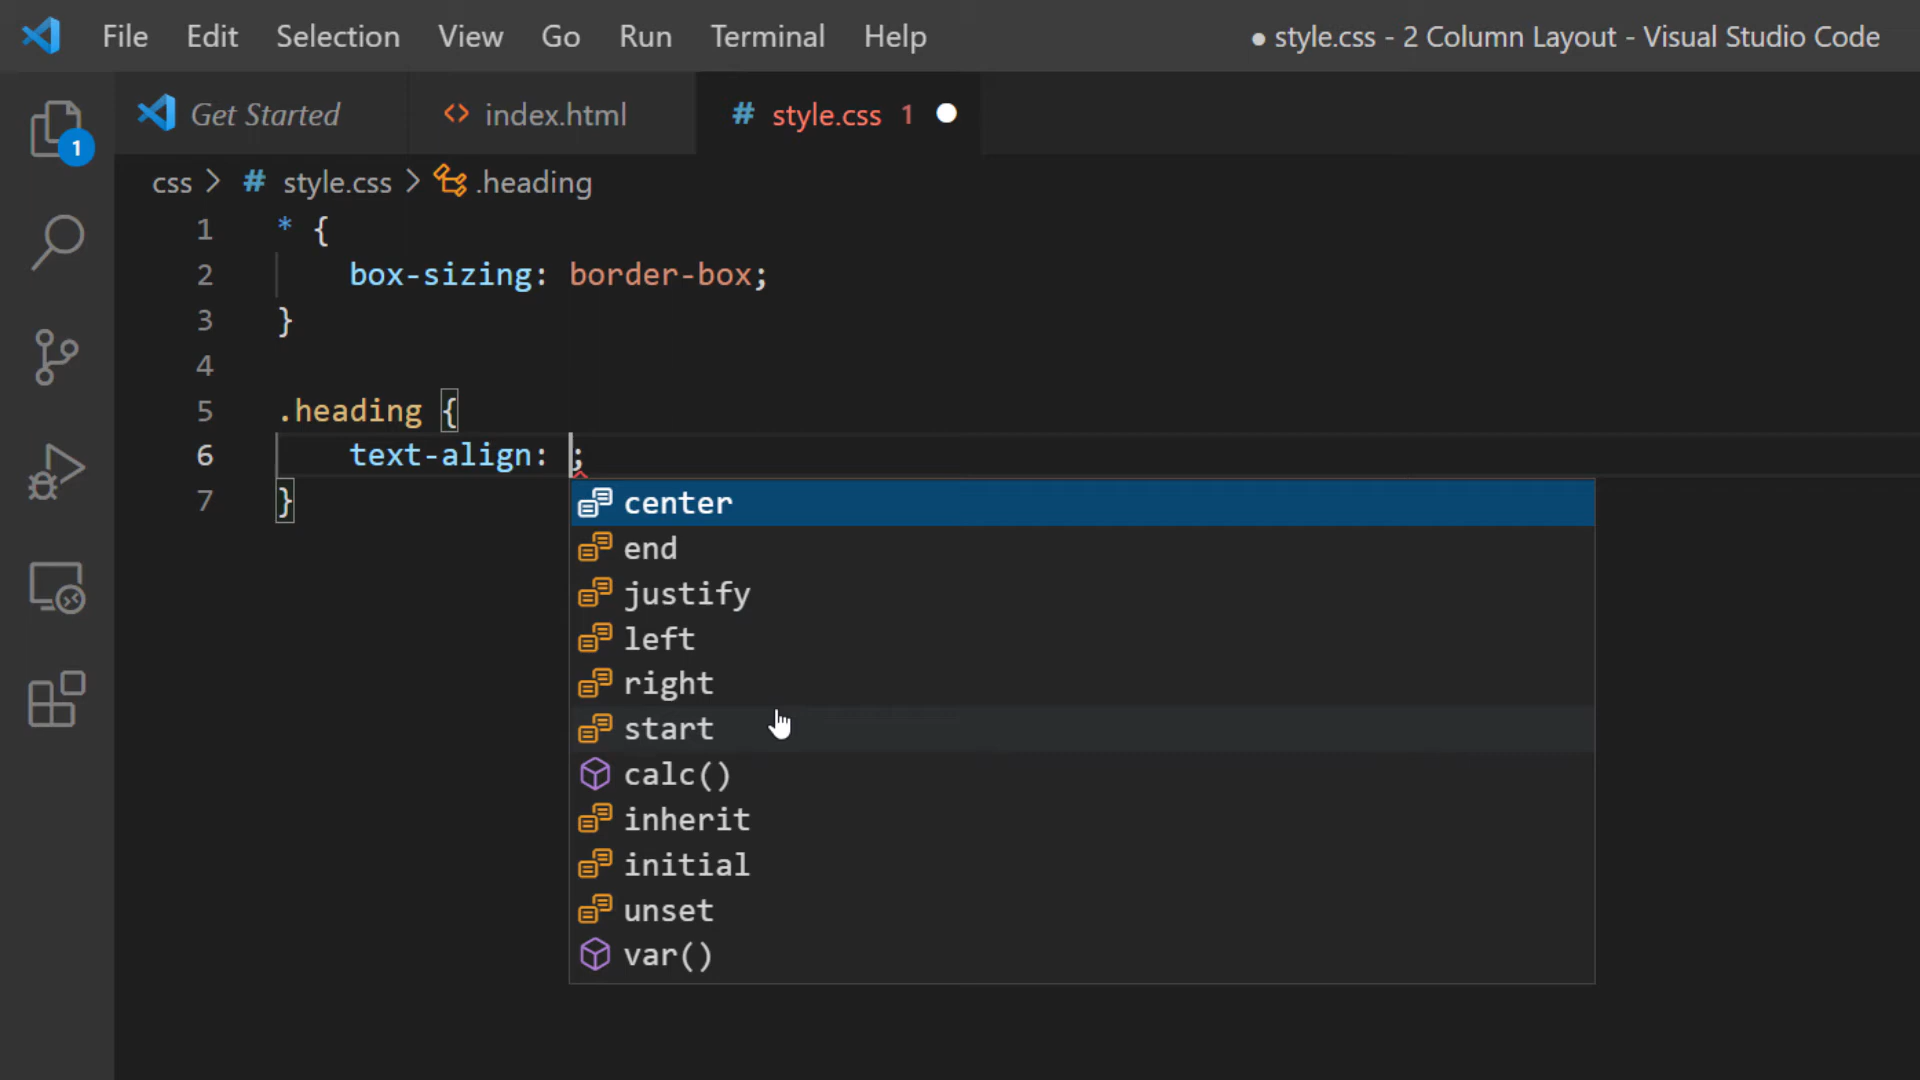 File Edit Selection View Go Run Terminal Help ● style.css - 2 Column Layout - Visual Studio Code
Get Started <> index.html # style.css 1 ●
1
css > # style.css > .heading
1 * {
2 box-sizing: border-box;
3 }
4
5 .heading {
6 text-align: ;
7 }
center
end
justify
left
right
start
calc()
inherit
initial
unset
var()